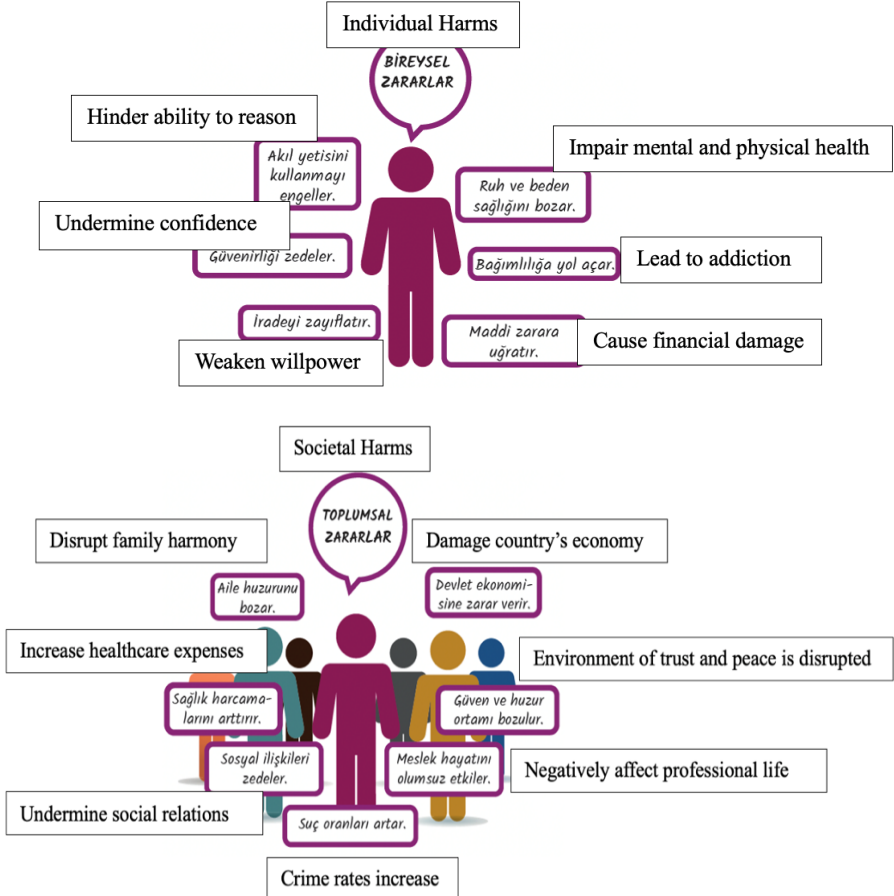 Individual Harms
BİREYSEL
ZARARLAR
Hinder ability to reason
Akıl yetisini
kullanmayı
engeller.
Impair mental and physical health
Ruh ve beden
sağlığını bozar.
Undermine confidence
Güvenirliği zedeler.
Lead to addiction
Bağımlılığa yol açar.
İradeyi zayıflatır.
Weaken willpower
Maddi zarara
uğratır.
Cause financial damage
Societal Harms
TOPLUMSAL
ZARARLAR
Disrupt family harmony
Damage country’s economy
Aile huzurunu
bozar.
Devlet ekonomi-
sine zarar verir.
Increase healthcare expenses
Environment of trust and peace is disrupted
Sağlık harcama-
larını arttırır.
Güven ve huzur
ortamı bozulur.
Sosyal ilişkileri
zedeler.
Meslek hayatını
olumsuz etkiler.
Negatively affect professional life
Undermine social relations
Suç oranları artar.
Crime rates increase